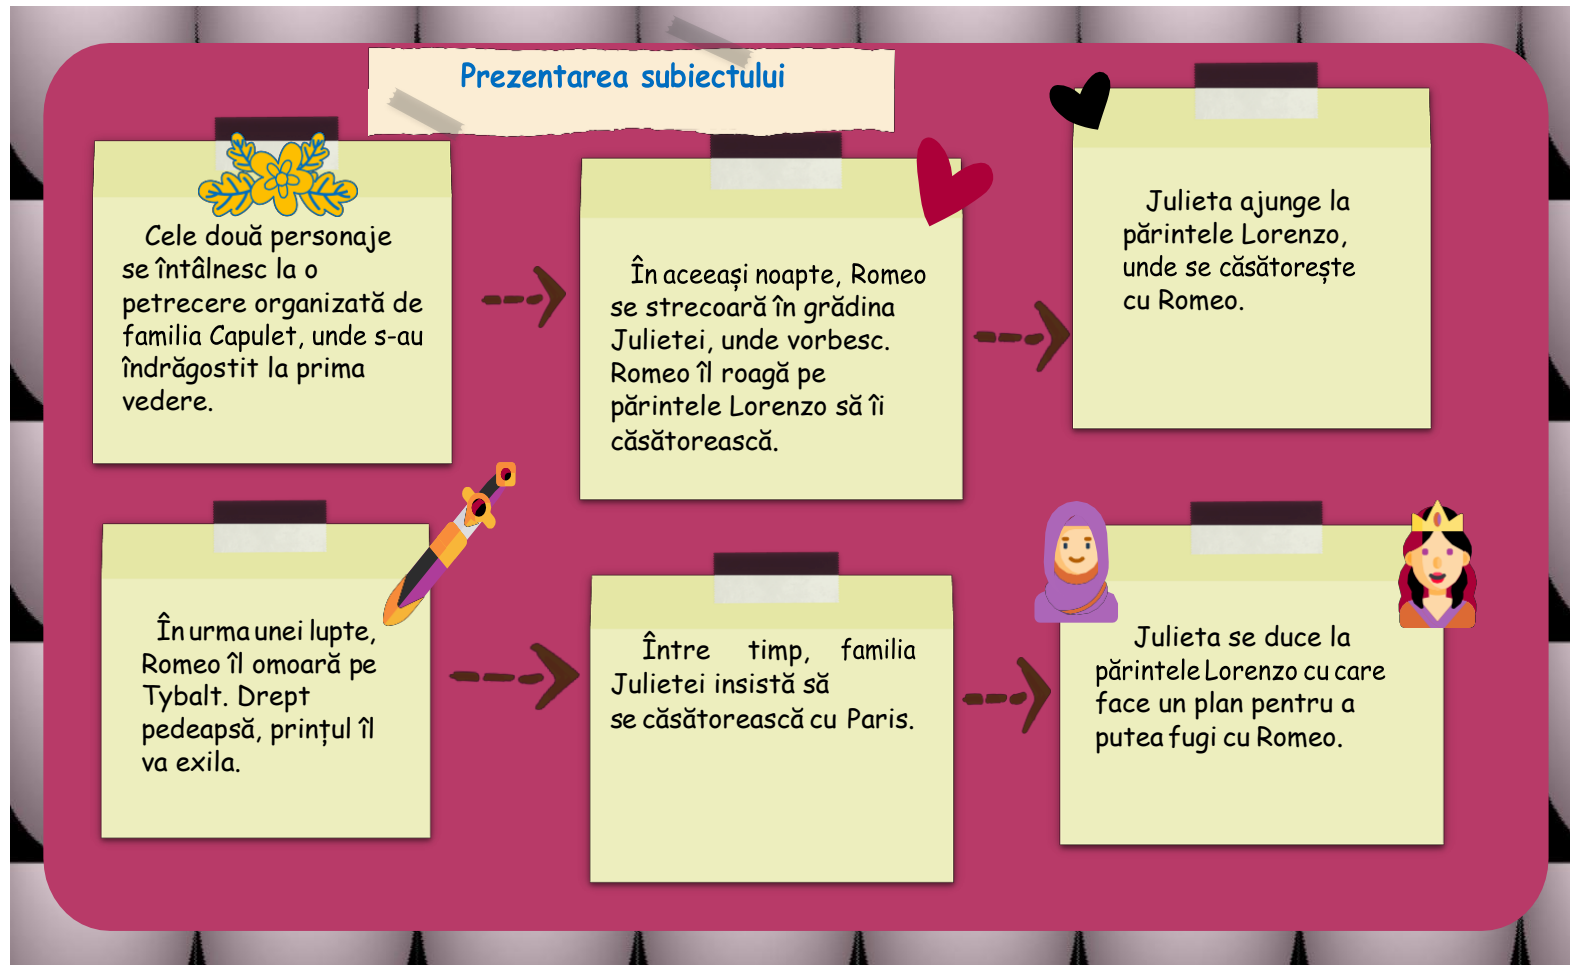 Prezentarea subiectului
Cele două personaje
se întâlnesc la o
petrecere organizată de
familia Capulet, unde s-au
îndrăgostit la prima
vedere.
În aceeași noapte, Romeo
se strecoară în grădina
Julietei, unde vorbesc.
Romeo îl roagă pe
părintele Lorenzo să îi
căsătorească.
Julieta ajunge la
părintele Lorenzo,
unde se căsătorește
cu Romeo.
În urma unei lupte,
Romeo îl omoară pe
Tybalt. Drept
pedeapsă, prințul îl
va exila.
Între timp, familia
Julietei insistă să
se căsătorească cu Paris.
Julieta se duce la
părintele Lorenzo cu care
face un plan pentru a
putea fugi cu Romeo.